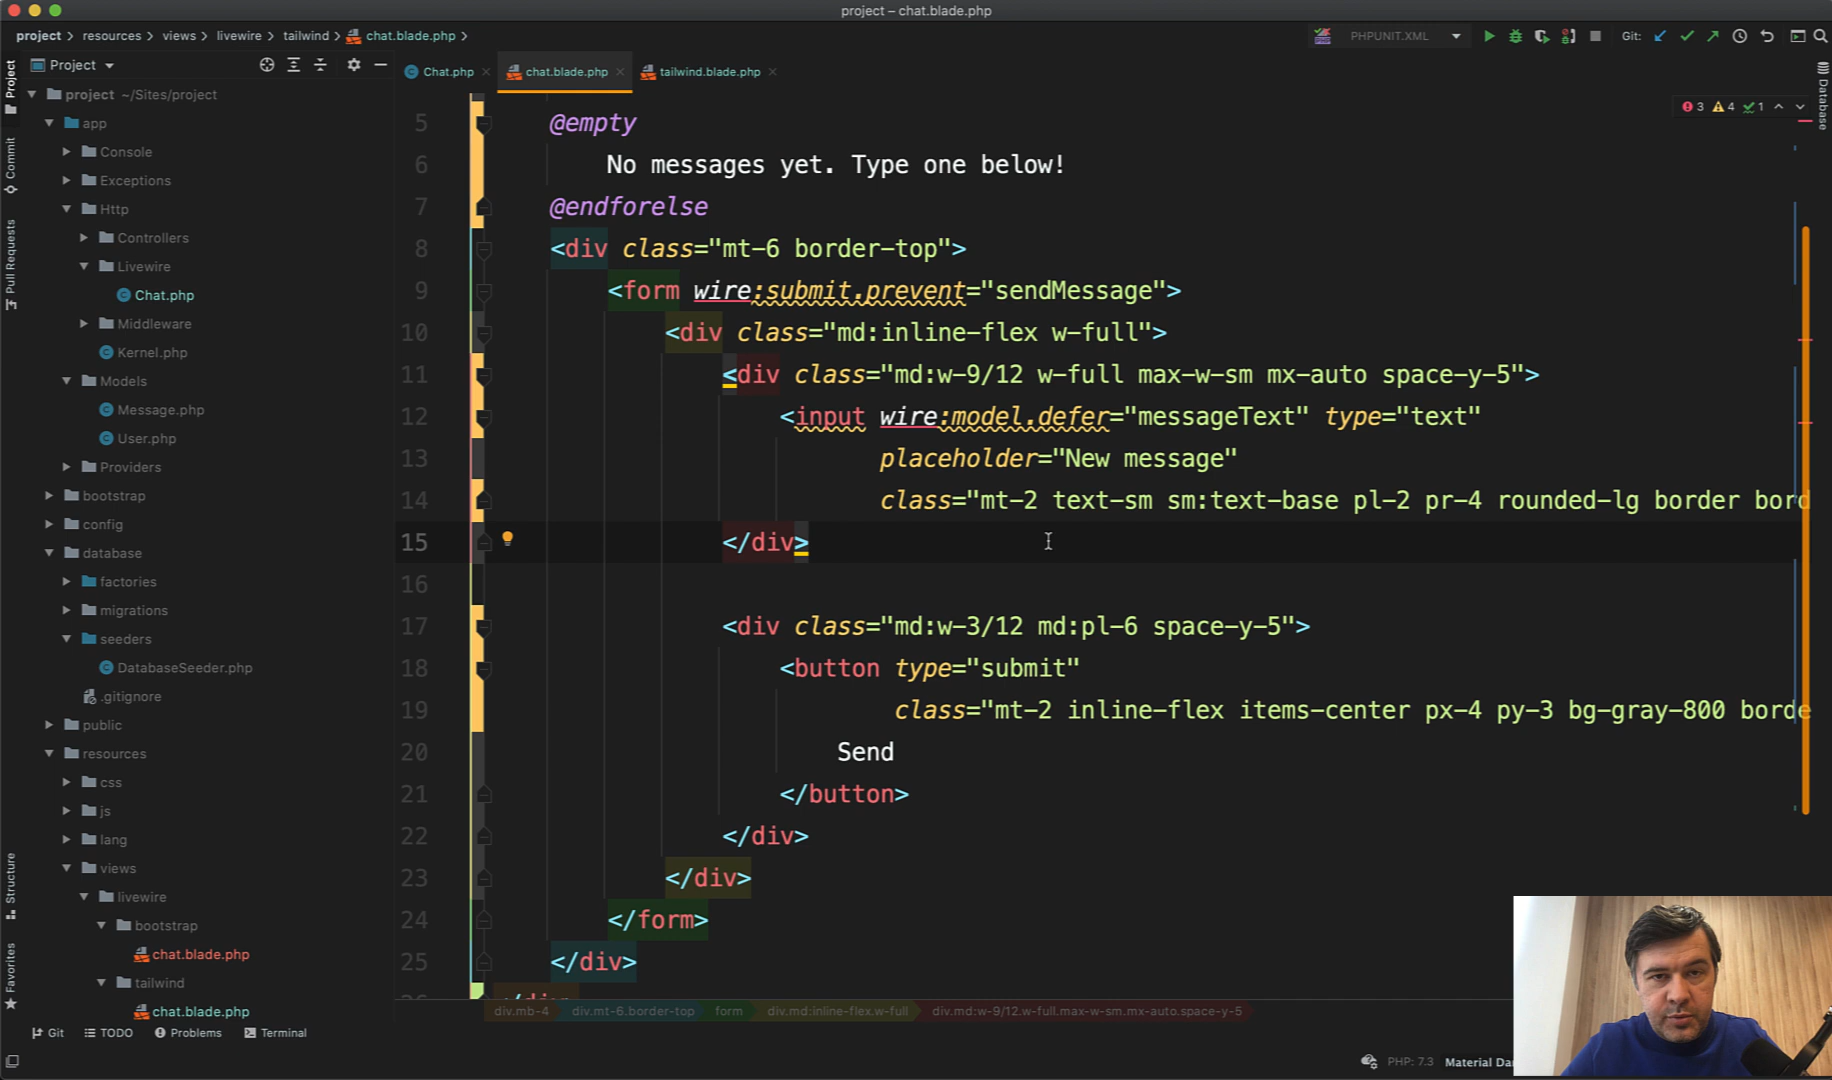 project – chat.blade.php
project
resources
views
livewire
tailwind
chat.blade.php
PHPUNIT.XML
Git:
Project
Chat.php
chat.blade.php
tailwind.blade.php
3
4
1
Project
Commit
Pull Requests
Structure
Favorites
Database
project ~/Sites/project
app
Console
Exceptions
Http
Controllers
Livewire
Chat.php
Middleware
Kernel.php
Models
Message.php
User.php
Providers
bootstrap
config
database
factories
migrations
seeders
DatabaseSeeder.php
.gitignore
public
resources
css
js
lang
views
livewire
bootstrap
chat.blade.php
tailwind
chat.blade.php
5 @empty
6 No messages yet. Type one below!
7 @endforelse
8 <div class="mt-6 border-top">
9 <form wire:submit.prevent="sendMessage">
10 <div class="md:inline-flex w-full">
11 <div class="md:w-9/12 w-full max-w-sm mx-auto space-y-5">
12 <input wire:model.defer="messageText" type="text"
13 placeholder="New message"
14 class="mt-2 text-sm sm:text-base pl-2 pr-4 rounded-lg border bord
15 </div>
16
17 <div class="md:w-3/12 md:pl-6 space-y-5">
18 <button type="submit"
19 class="mt-2 inline-flex items-center px-4 py-3 bg-gray-800 borde
20 Send
21 </button>
22 </div>
23 </div>
24 </form>
25 </div>
div.mb-4
div.mt-6.border-top
form
div.md:inline-flex.w-full
div.md:w-9/12.w-full.max-w-sm.mx-auto.space-y-5
Git
TODO
Problems
Terminal
PHP: 7.3
Material Da